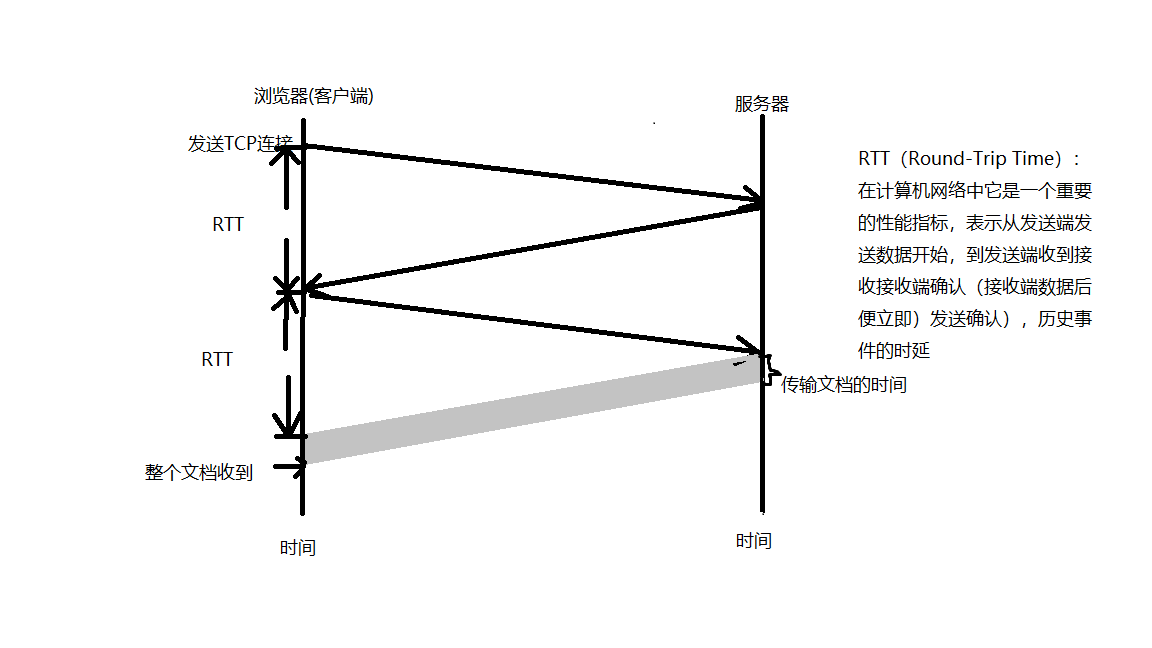 浏览器(客户端)
服务器
发送TCP连接
RTT
RTT
整个文档收到
时间
时间
传输文档的时间
RTT（Round-Trip Time）:
在计算机网络中它是一个重要
的性能指标，表示从发送端发
送数据开始，到发送端收到接
收接收端确认（接收端数据后
便立即）发送确认），历史事
件的时延